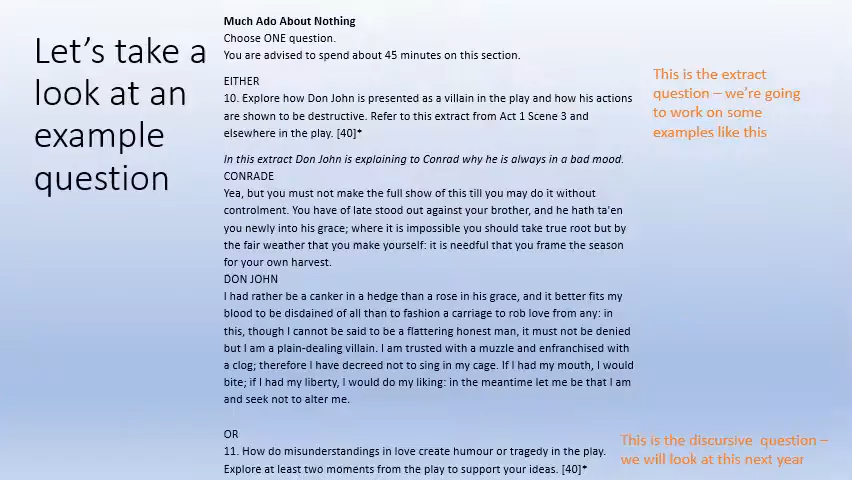 Let's take a
look at an
example
question
Much Ado About Nothing
Choose ONE question.
You are advised to spend about 45 minutes on this section.
EITHER
10. Explore how Don John is presented as a villain in the play and how his actions
are shown to be destructive. Refer to this extract from Act 1 Scene 3 and
elsewhere in the play. [40]*
In this extract Don John is explaining to Conrad why he is always in a bad mood.
CONRADE
Yea, but you must not make the full show of this till you may do it without
controlment. You have of late stood out against your brother, and he hath ta'en
you newly into his grace; where it is impossible you should take true root but by
the fair weather that you make yourself: it is needful that you frame the season
for your own harvest.
DON JOHN
I had rather be a canker in a hedge than a rose in his grace, and it better fits my
blood to be disdained of all than to fashion a carriage to rob love from any: in
this, though I cannot be said to be a flattering honest man, it must not be denied
but I am a plain-dealing villain. I am trusted with a muzzle and enfranchised with
a clog; therefore I have decreed not to sing in my cage. If I had my mouth, I would
bite; if I had my liberty, I would do my liking: in the meantime let me be that I am
and seek not to alter me.
OR
11. How do misunderstandings in love create humour or tragedy in the play.
Explore at least two moments from the play to support your ideas. [40]*
This is the extract
question – we're going
to work on some
examples like this
This is the discursive question –
we will look at this next year